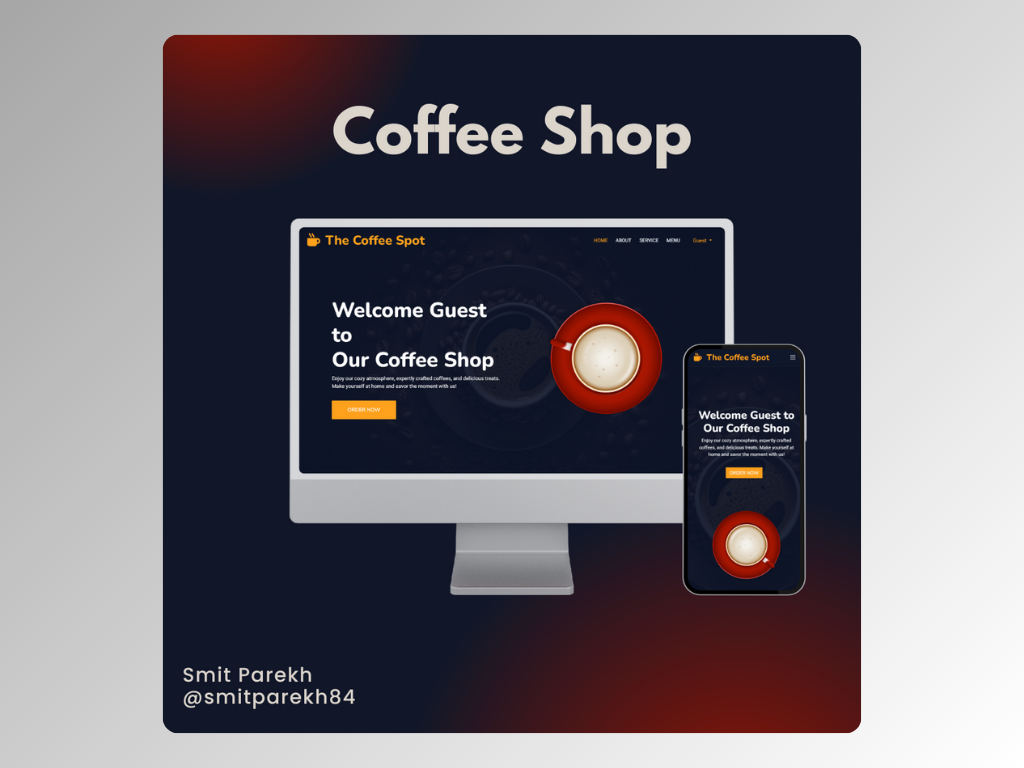 Coffee Shop
The Coffee Spot
HOME ABOUT SERVICE MENU Guest
Welcome Guest
to
Our Coffee Shop
Enjoy our cozy atmosphere, expertly crafted coffees, and delicious treats.
Make yourself at home and savor the moment with us!
ORDER NOW
The Coffee Spot
Welcome Guest to
Our Coffee Shop
Enjoy our cozy atmosphere, expertly crafted
coffees, and delicious treats. Make yourself at
home and savor the moment with us!
ORDER NOW
Smit Parekh
@smitparekh84